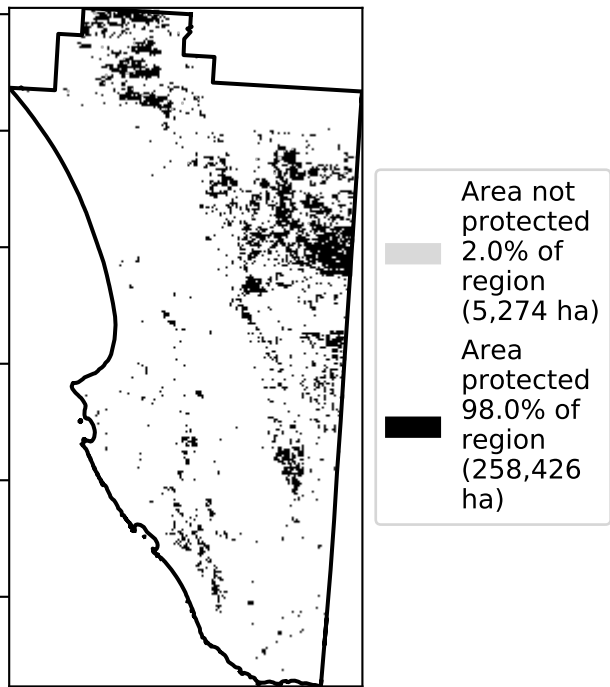 Area not
protected
2.0% of
region
(5,274 ha)
Area
protected
98.0% of
region
(258,426
ha)